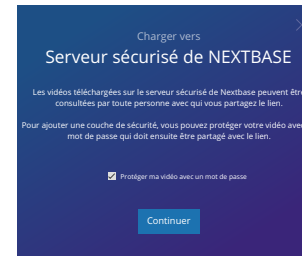 Charger vers
Serveur sécurisé de NEXTBASE
Les vidéos téléchargées sur le serveur sécurisé de Nextbase peuvent être
consultées par toute personne avec qui vous partagez le lien.
Pour ajouter une couche de sécurité, vous pouvez protéger votre vidéo avec
mot de passe qui doit ensuite être partagé avec le lien.
Protéger ma vidéo avec un mot de passe
Continuer